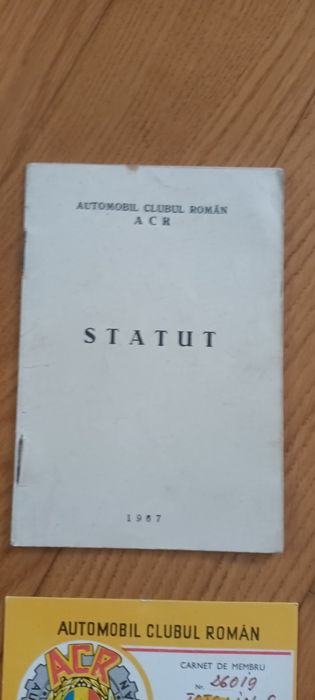 AUTOMOBIL CLUBUL ROMÂN
A C R
STATUT
1967
AUTOMOBIL CLUBUL ROMÂN
ACR
CARNET DE MEMBRU
Nr. 26019